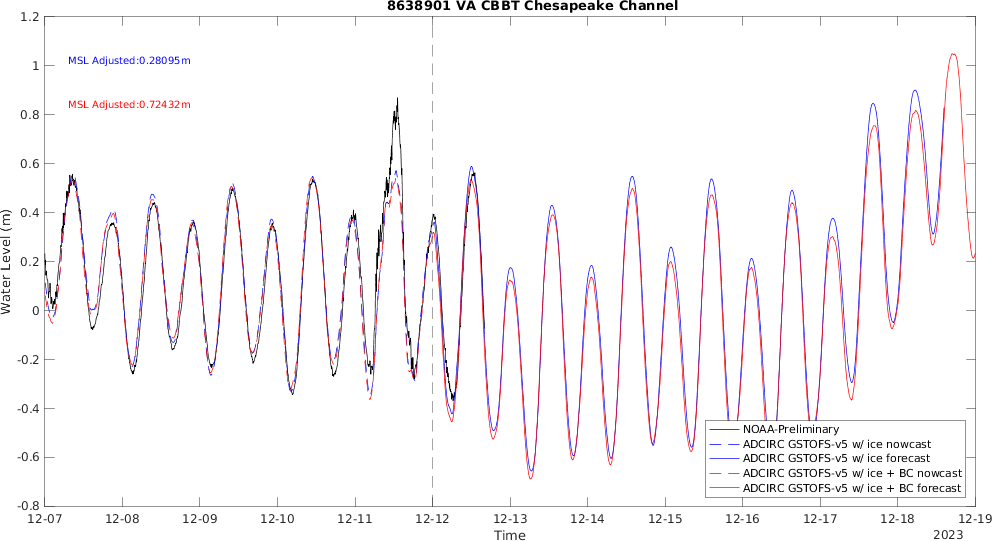 8638901 VA CBBT Chesapeake Channel
MSL Adjusted:0.28095m
MSL Adjusted:0.72432m
1.2
1
0.8
0.6
0.4
0.2
0
-0.2
-0.4
-0.6
-0.8
Water Level (m)
NOAA-Preliminary
ADCIRC GSTOFS-v5 w/ ice nowcast
ADCIRC GSTOFS-v5 w/ ice forecast
ADCIRC GSTOFS-v5 w/ ice + BC nowcast
ADCIRC GSTOFS-v5 w/ ice + BC forecast
12-07 12-08 12-09 12-10 12-11 12-12 12-13 12-14 12-15 12-16 12-17 12-18 12-19
Time
2023